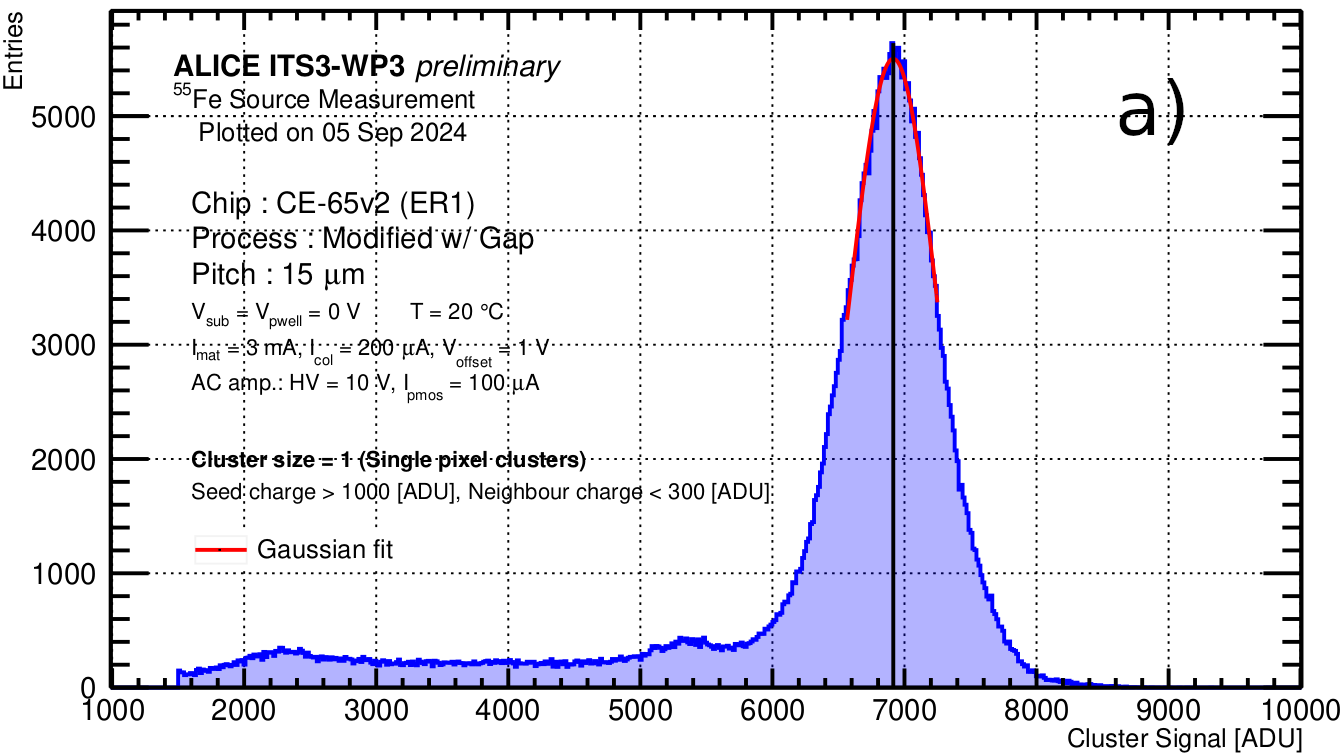 Entries
ALICE ITS3-WP3 preliminary
55Fe Source Measurement
Plotted on 05 Sep 2024
a)
Chip : CE-65v2 (ER1)
Process : Modified w/ Gap
Pitch : 15 μm
Vsub = Vpwell = 0 V T = 20 °C
Imat = 3 mA, Icol = 200 μA, Voffset = 1 V
AC amp.: HV = 10 V, Ipmos = 100 μA
Cluster size = 1 (Single pixel clusters)
Seed charge > 1000 [ADU], Neighbour charge < 300 [ADU]
Gaussian fit
5000
4000
3000
2000
1000
0
1000 2000 3000 4000 5000 6000 7000 8000 9000 10000
Cluster Signal [ADU]